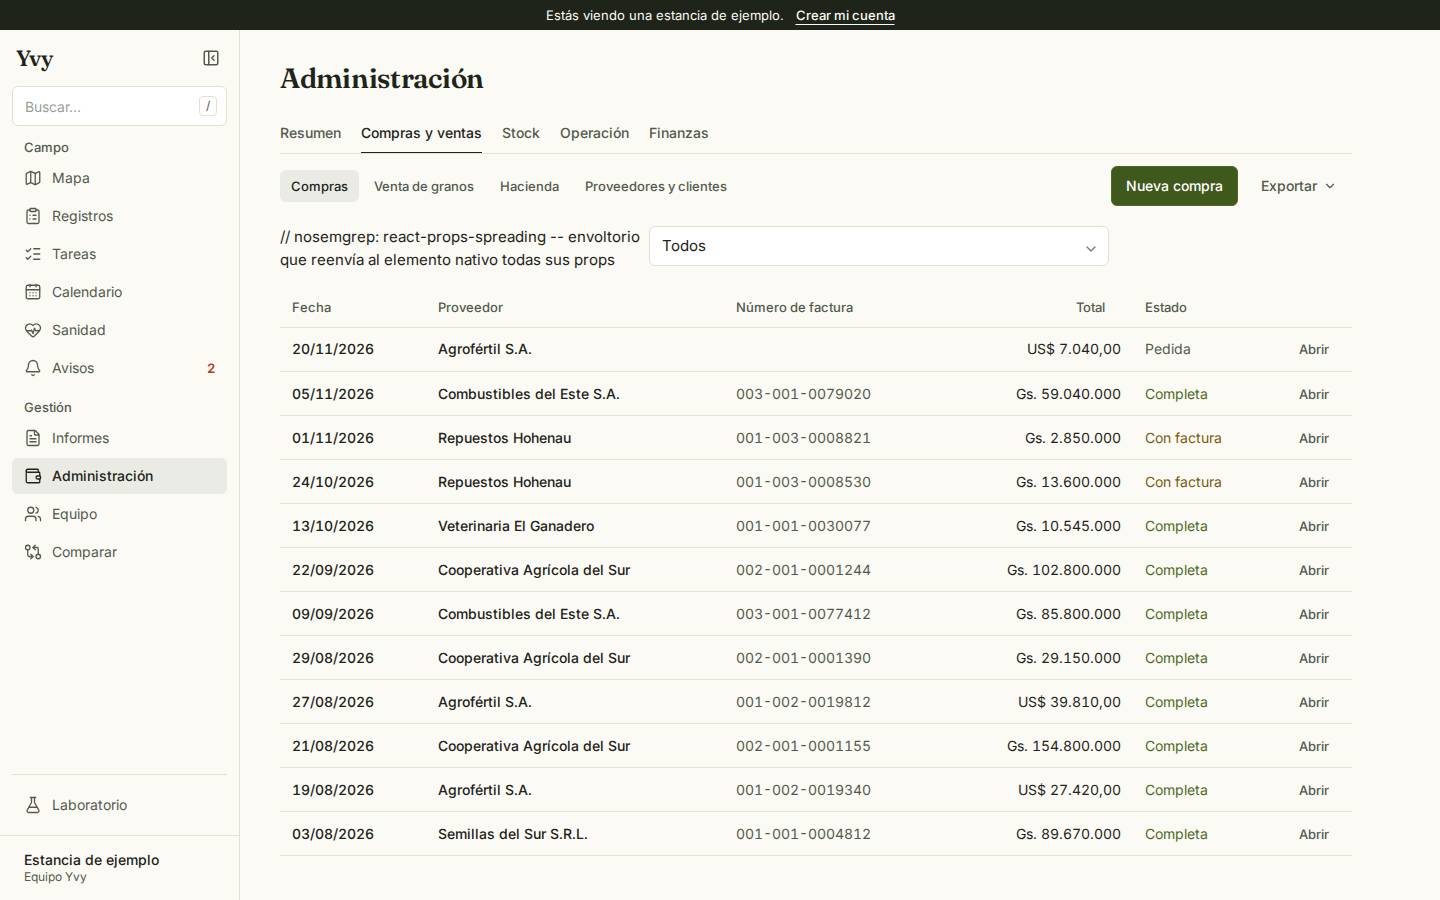 Estás viendo una estancia de ejemplo. Crear mi cuenta
Yvy
Buscar... /
Campo
Mapa
Registros
Tareas
Calendario
Sanidad
Avisos 2
Gestión
Informes
Administración
Equipo
Comparar
Laboratorio
Estancia de ejemplo
Equipo Yvy
Administración
Resumen Compras y ventas Stock Operación Finanzas
Compras Venta de granos Hacienda Proveedores y clientes Nueva compra Exportar
// nosemgrep: react-props-spreading -- envoltorio
que reenvía al elemento nativo todas sus props
Todos
Fecha Proveedor Número de factura Total Estado
20/11/2026 Agrofértil S.A. US$ 7.040,00 Pedida Abrir
05/11/2026 Combustibles del Este S.A. 003-001-0079020 Gs. 59.040.000 Completa Abrir
01/11/2026 Repuestos Hohenau 001-003-0008821 Gs. 2.850.000 Con factura Abrir
24/10/2026 Repuestos Hohenau 001-003-0008530 Gs. 13.600.000 Con factura Abrir
13/10/2026 Veterinaria El Ganadero 001-001-0030077 Gs. 10.545.000 Completa Abrir
22/09/2026 Cooperativa Agrícola del Sur 002-001-0001244 Gs. 102.800.000 Completa Abrir
09/09/2026 Combustibles del Este S.A. 003-001-0077412 Gs. 85.800.000 Completa Abrir
29/08/2026 Cooperativa Agrícola del Sur 002-001-0001390 Gs. 29.150.000 Completa Abrir
27/08/2026 Agrofértil S.A. 001-002-0019812 US$ 39.810,00 Completa Abrir
21/08/2026 Cooperativa Agrícola del Sur 002-001-0001155 Gs. 154.800.000 Completa Abrir
19/08/2026 Agrofértil S.A. 001-002-0019340 US$ 27.420,00 Completa Abrir
03/08/2026 Semillas del Sur S.R.L. 001-001-0004812 Gs. 89.670.000 Completa Abrir